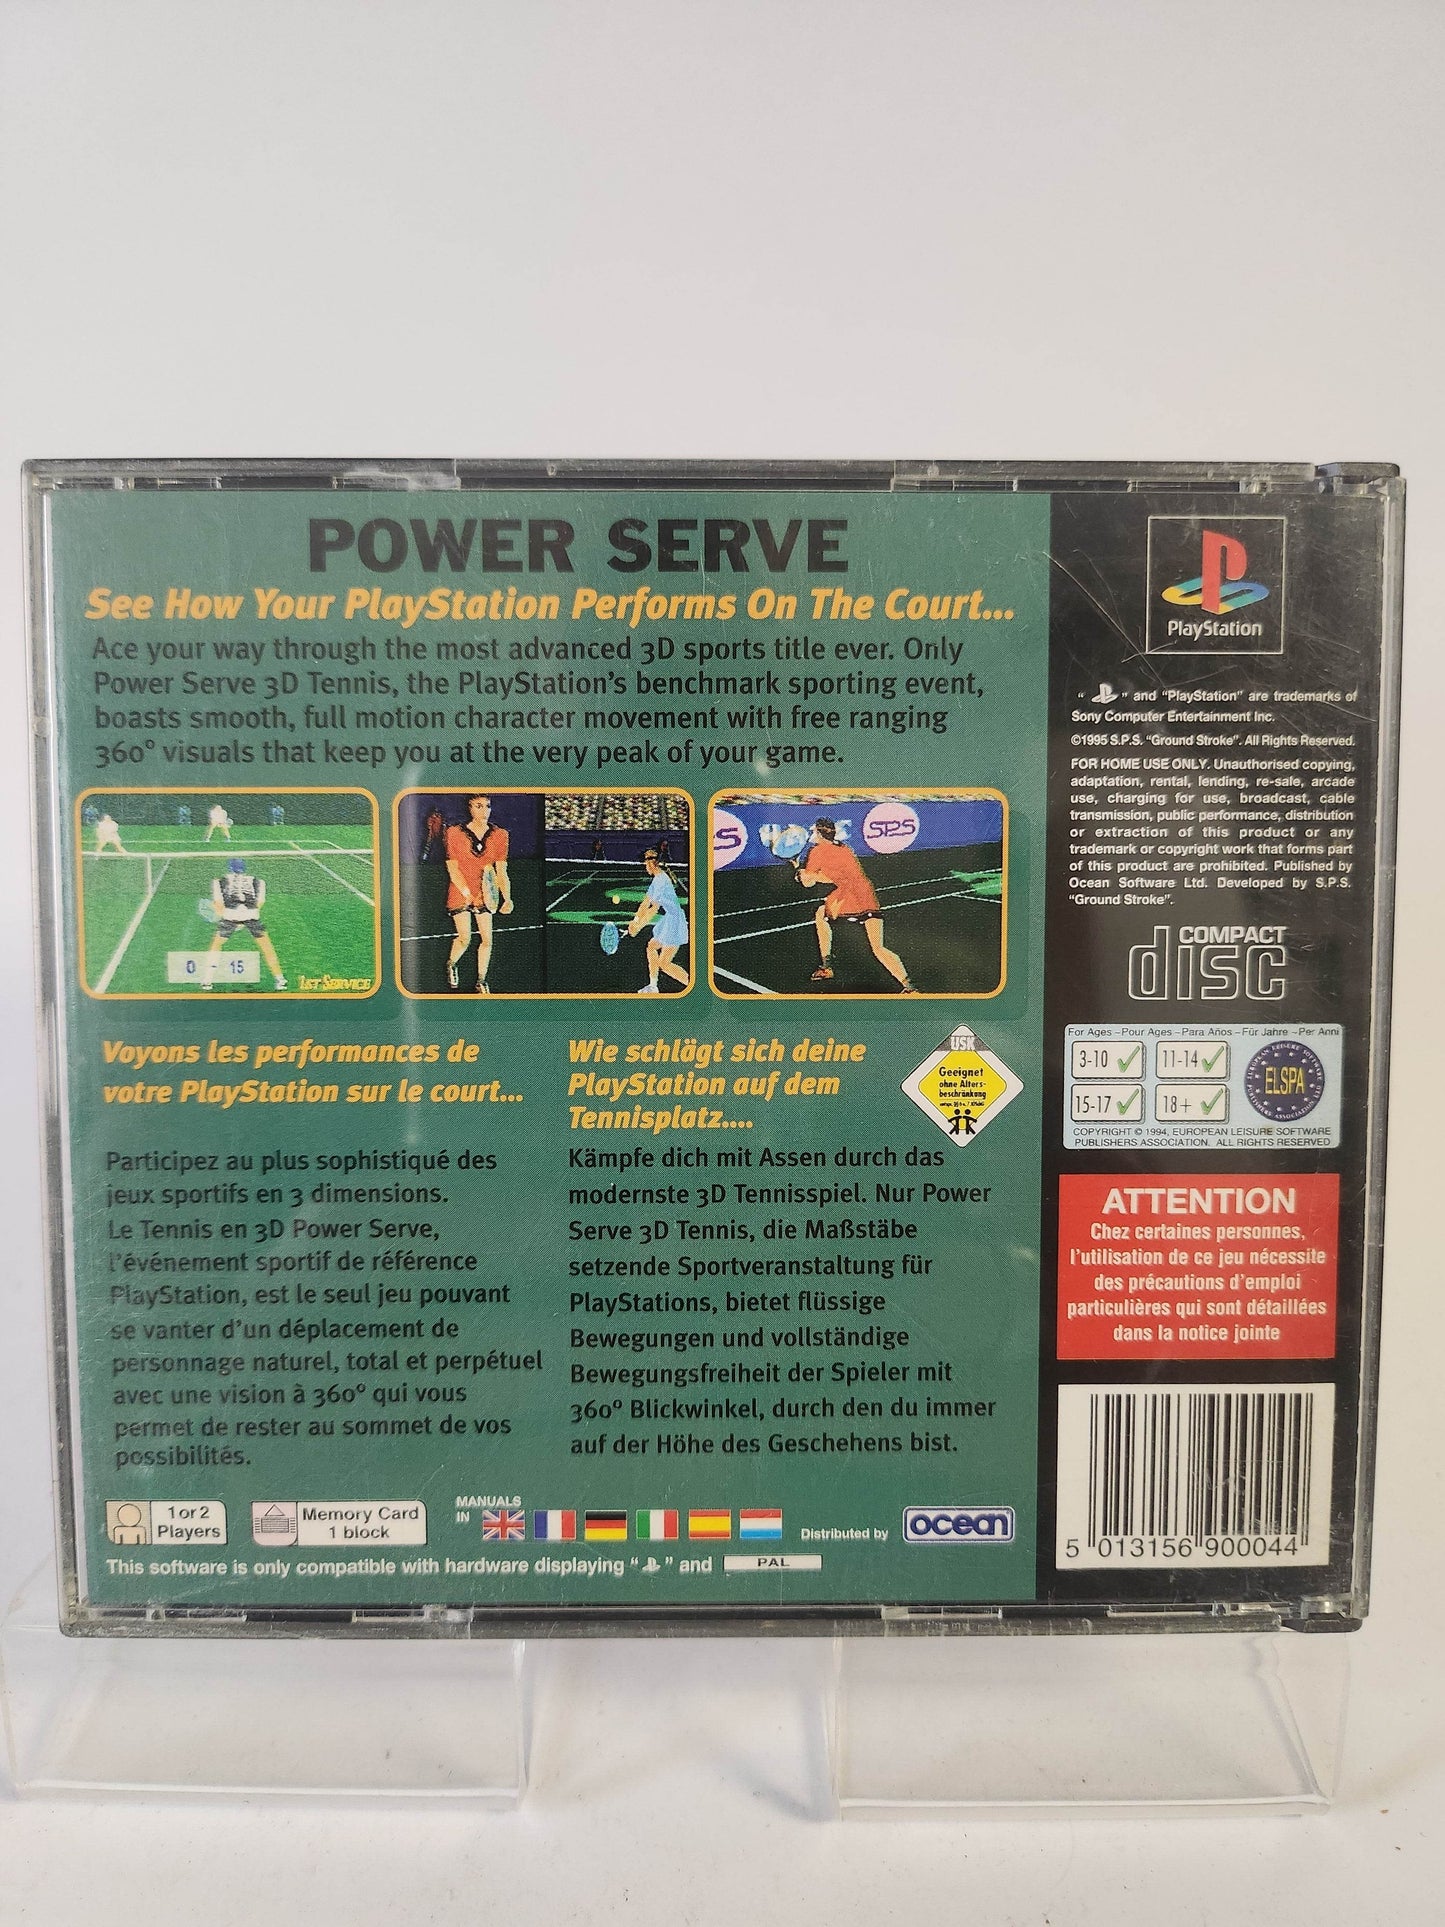 POWER SERVE
See How Your PlayStation Performs On The Court...
Ace your way through the most advanced 3D sports title ever. Only
Power Serve 3D Tennis, the PlayStation's benchmark sporting event,
boasts smooth, full motion character movement with free ranging
360° visuals that keep you at the very peak of your game.
0 - 15
1ST SERVICE
S
SPS
Voyons les performances de
votre PlayStation sur le court...
Participez au plus sophistiqué des
jeux sportifs en 3 dimensions.
Le Tennis en 3D Power Serve,
l'événement sportif de référence
PlayStation, est le seul jeu pouvant
se vanter d'un déplacement de
personnage naturel, total et perpétuel
avec une vision à 360° qui vous
permet de rester au sommet de vos
possibilités.
Wie schlägt sich deine
PlayStation auf dem
Tennisplatz....
Kämpfe dich mit Assen durch das
modernste 3D Tennisspiel. Nur Power
Serve 3D Tennis, die Maßstäbe
setzende Sportveranstaltung für
PlayStations, bietet flüssige
Bewegungen und vollständige
Bewegungsfreiheit der Spieler mit
360° Blickwinkel, durch den du immer
auf der Höhe des Geschehens bist.
USK
Geeignet
ohne Alters-
beschränkung
1 or 2
Players
Memory Card
1 block
MANUALS
IN
Distributed by
ocean
This software is only compatible with hardware displaying " " and PAL
PlayStation
" " and "PlayStation" are trademarks of
Sony Computer Entertainment Inc.
©1995 S.P.S. "Ground Stroke". All Rights Reserved.
FOR HOME USE ONLY. Unauthorised copying,
adaptation, rental, lending, re-sale, arcade
use, charging for use, broadcast, cable
transmission, public performance, distribution
or extraction of this product or any
trademark or copyright work that forms part
of this product are prohibited. Published by
Ocean Software Ltd. Developed by S.P.S.
"Ground Stroke".
COMPACT
disc
For Ages – Pour Ages – Para Años – Für Jahre – Per Anni
3-10 11-14
15-17 18+
ELSPA
EUROPEAN LEISURE SOFTWARE PUBLISHERS ASSOCIATION
COPYRIGHT © 1994, EUROPEAN LEISURE SOFTWARE
PUBLISHERS ASSOCIATION. ALL RIGHTS RESERVED
ATTENTION
Chez certaines personnes,
l'utilisation de ce jeu nécessite
des précautions d'emploi
particulières qui sont détaillées
dans la notice jointe
5 013156 900044